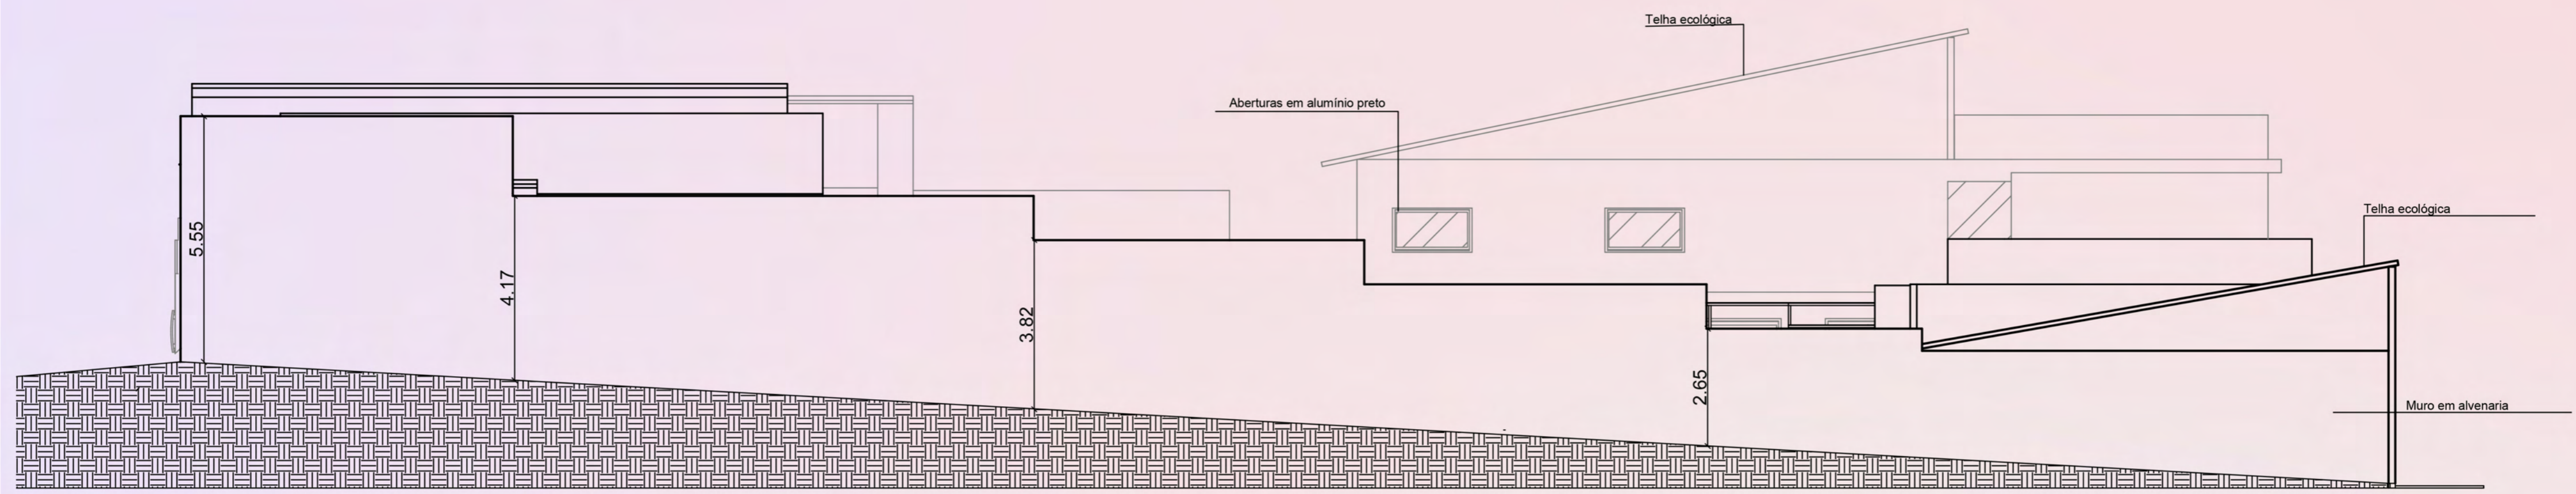 Telha ecológica
Aberturas em alumínio preto
Telha ecológica
5.55
4.17
3.82
2.65
Muro em alvenaria